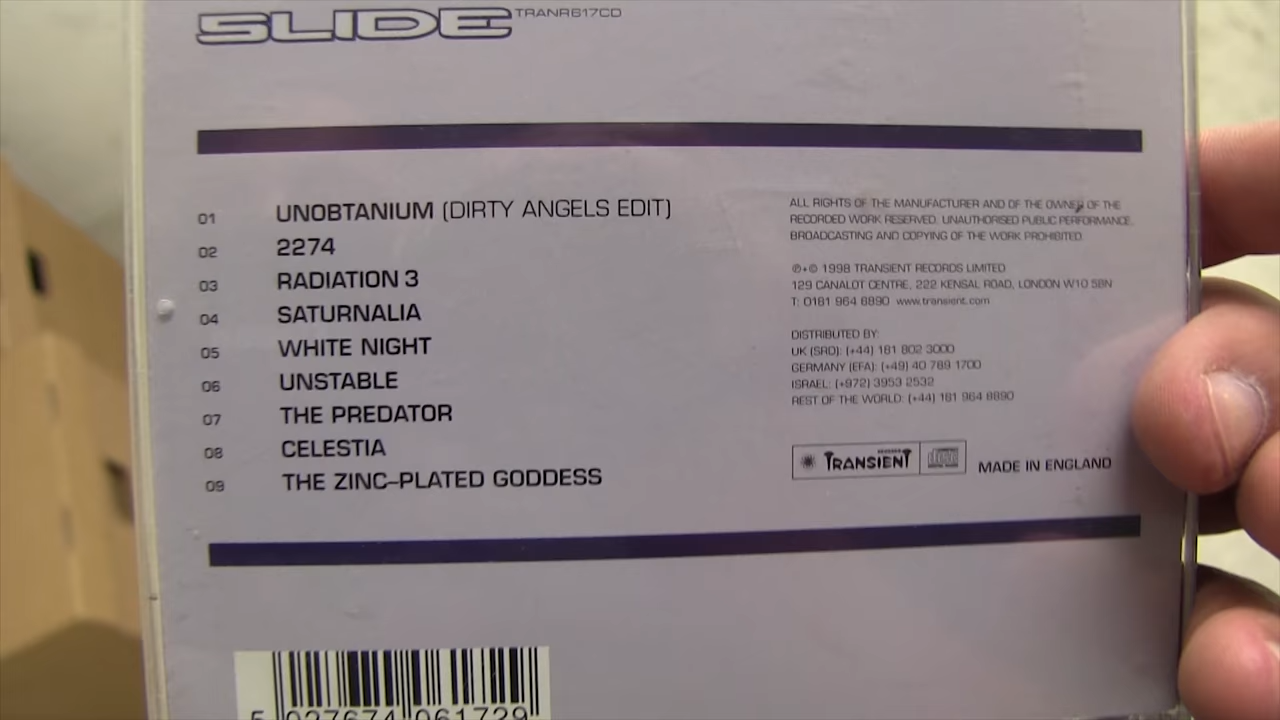 SLIDE TRANR617CD
01 UNOBTANIUM (DIRTY ANGELS EDIT)
02 2274
03 RADIATION 3
04 SATURNALIA
05 WHITE NIGHT
06 UNSTABLE
07 THE PREDATOR
08 CELESTIA
09 THE ZINC-PLATED GODDESS
ALL RIGHTS OF THE MANUFACTURER AND OF THE OWNER OF THE
RECORDED WORK RESERVED. UNAUTHORISED PUBLIC PERFORMANCE,
BROADCASTING AND COPYING OF THE WORK PROHIBITED.
℗+© 1998 TRANSIENT RECORDS LIMITED
129 CANALOT CENTRE, 222 KENSAL ROAD, LONDON W10 5BN
T: 0181 964 8890 www.transient.com
DISTRIBUTED BY:
UK (SRD): (+44) 181 802 3000
GERMANY (EFA): (+49) 40 789 1700
ISRAEL: (+972) 3953 2532
REST OF THE WORLD: (+44) 181 964 8890
TRANSIENT
MADE IN ENGLAND
5 027674 061729